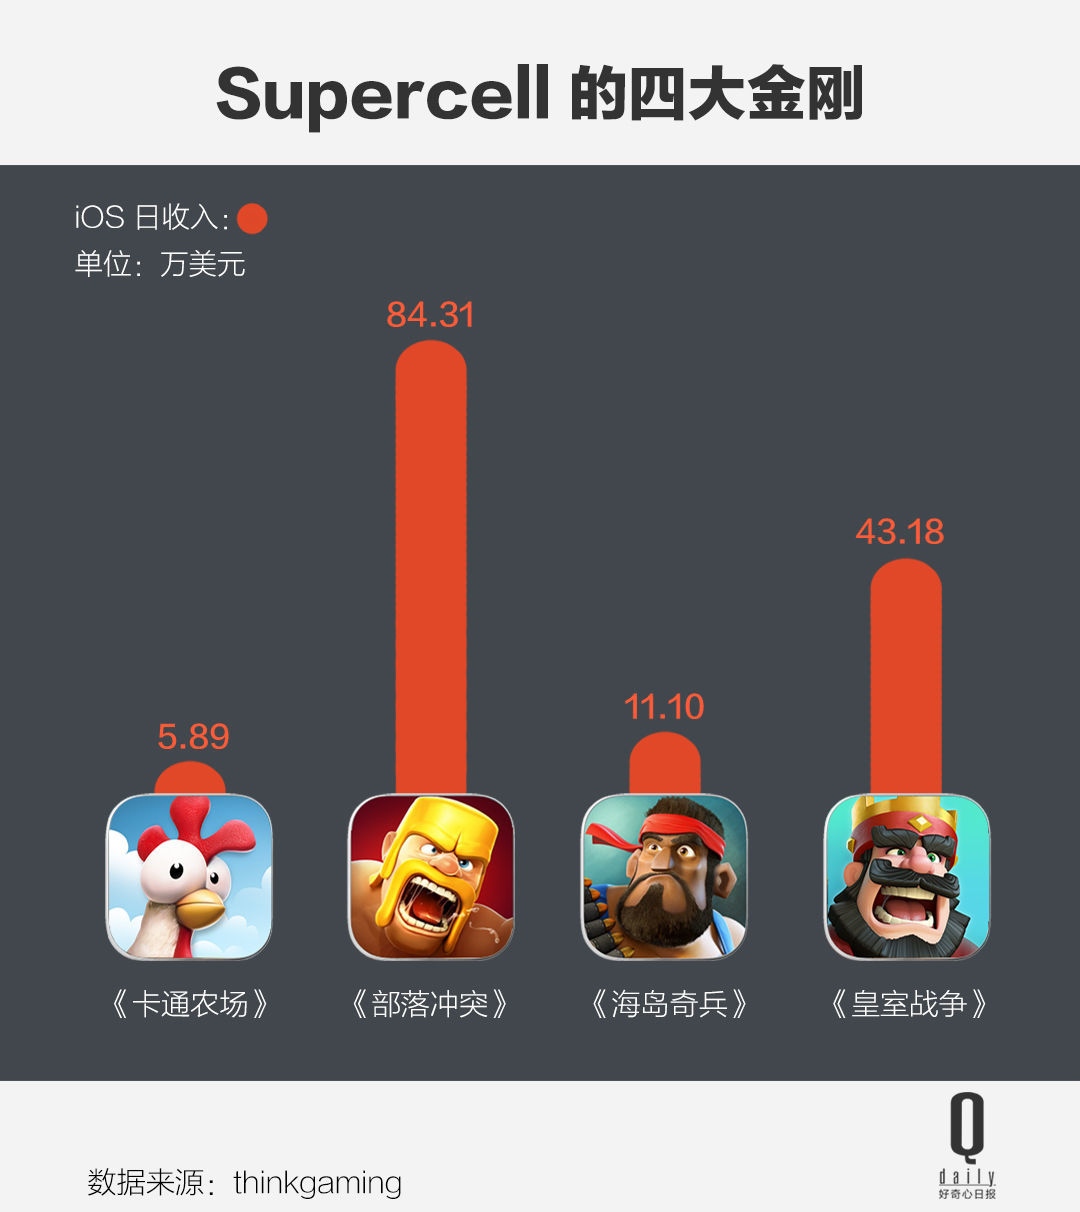 Supercell 的四大金刚
iOS 日收入:
单位：万美元
84.31
43.18
11.10
5.89
《卡通农场》 《部落冲突》 《海岛奇兵》 《皇室战争》
Q
daily
好奇心日报
数据来源：thinkgaming